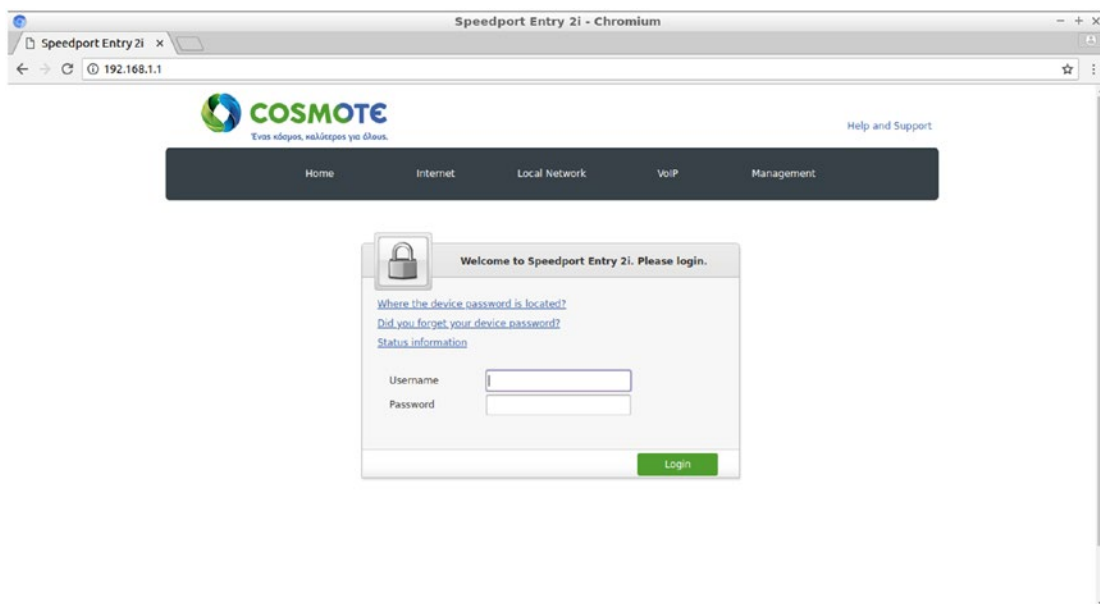 Speedport Entry 2i - Chromium
Speedport Entry 2i
192.168.1.1
COSMOTE
Ένας κόσμος, καλύτερος για όλους.
Help and Support
Home Internet Local Network VoIP Management
Welcome to Speedport Entry 2i. Please login.
Where the device password is located?
Did you forget your device password?
Status information
Username
Password
Login